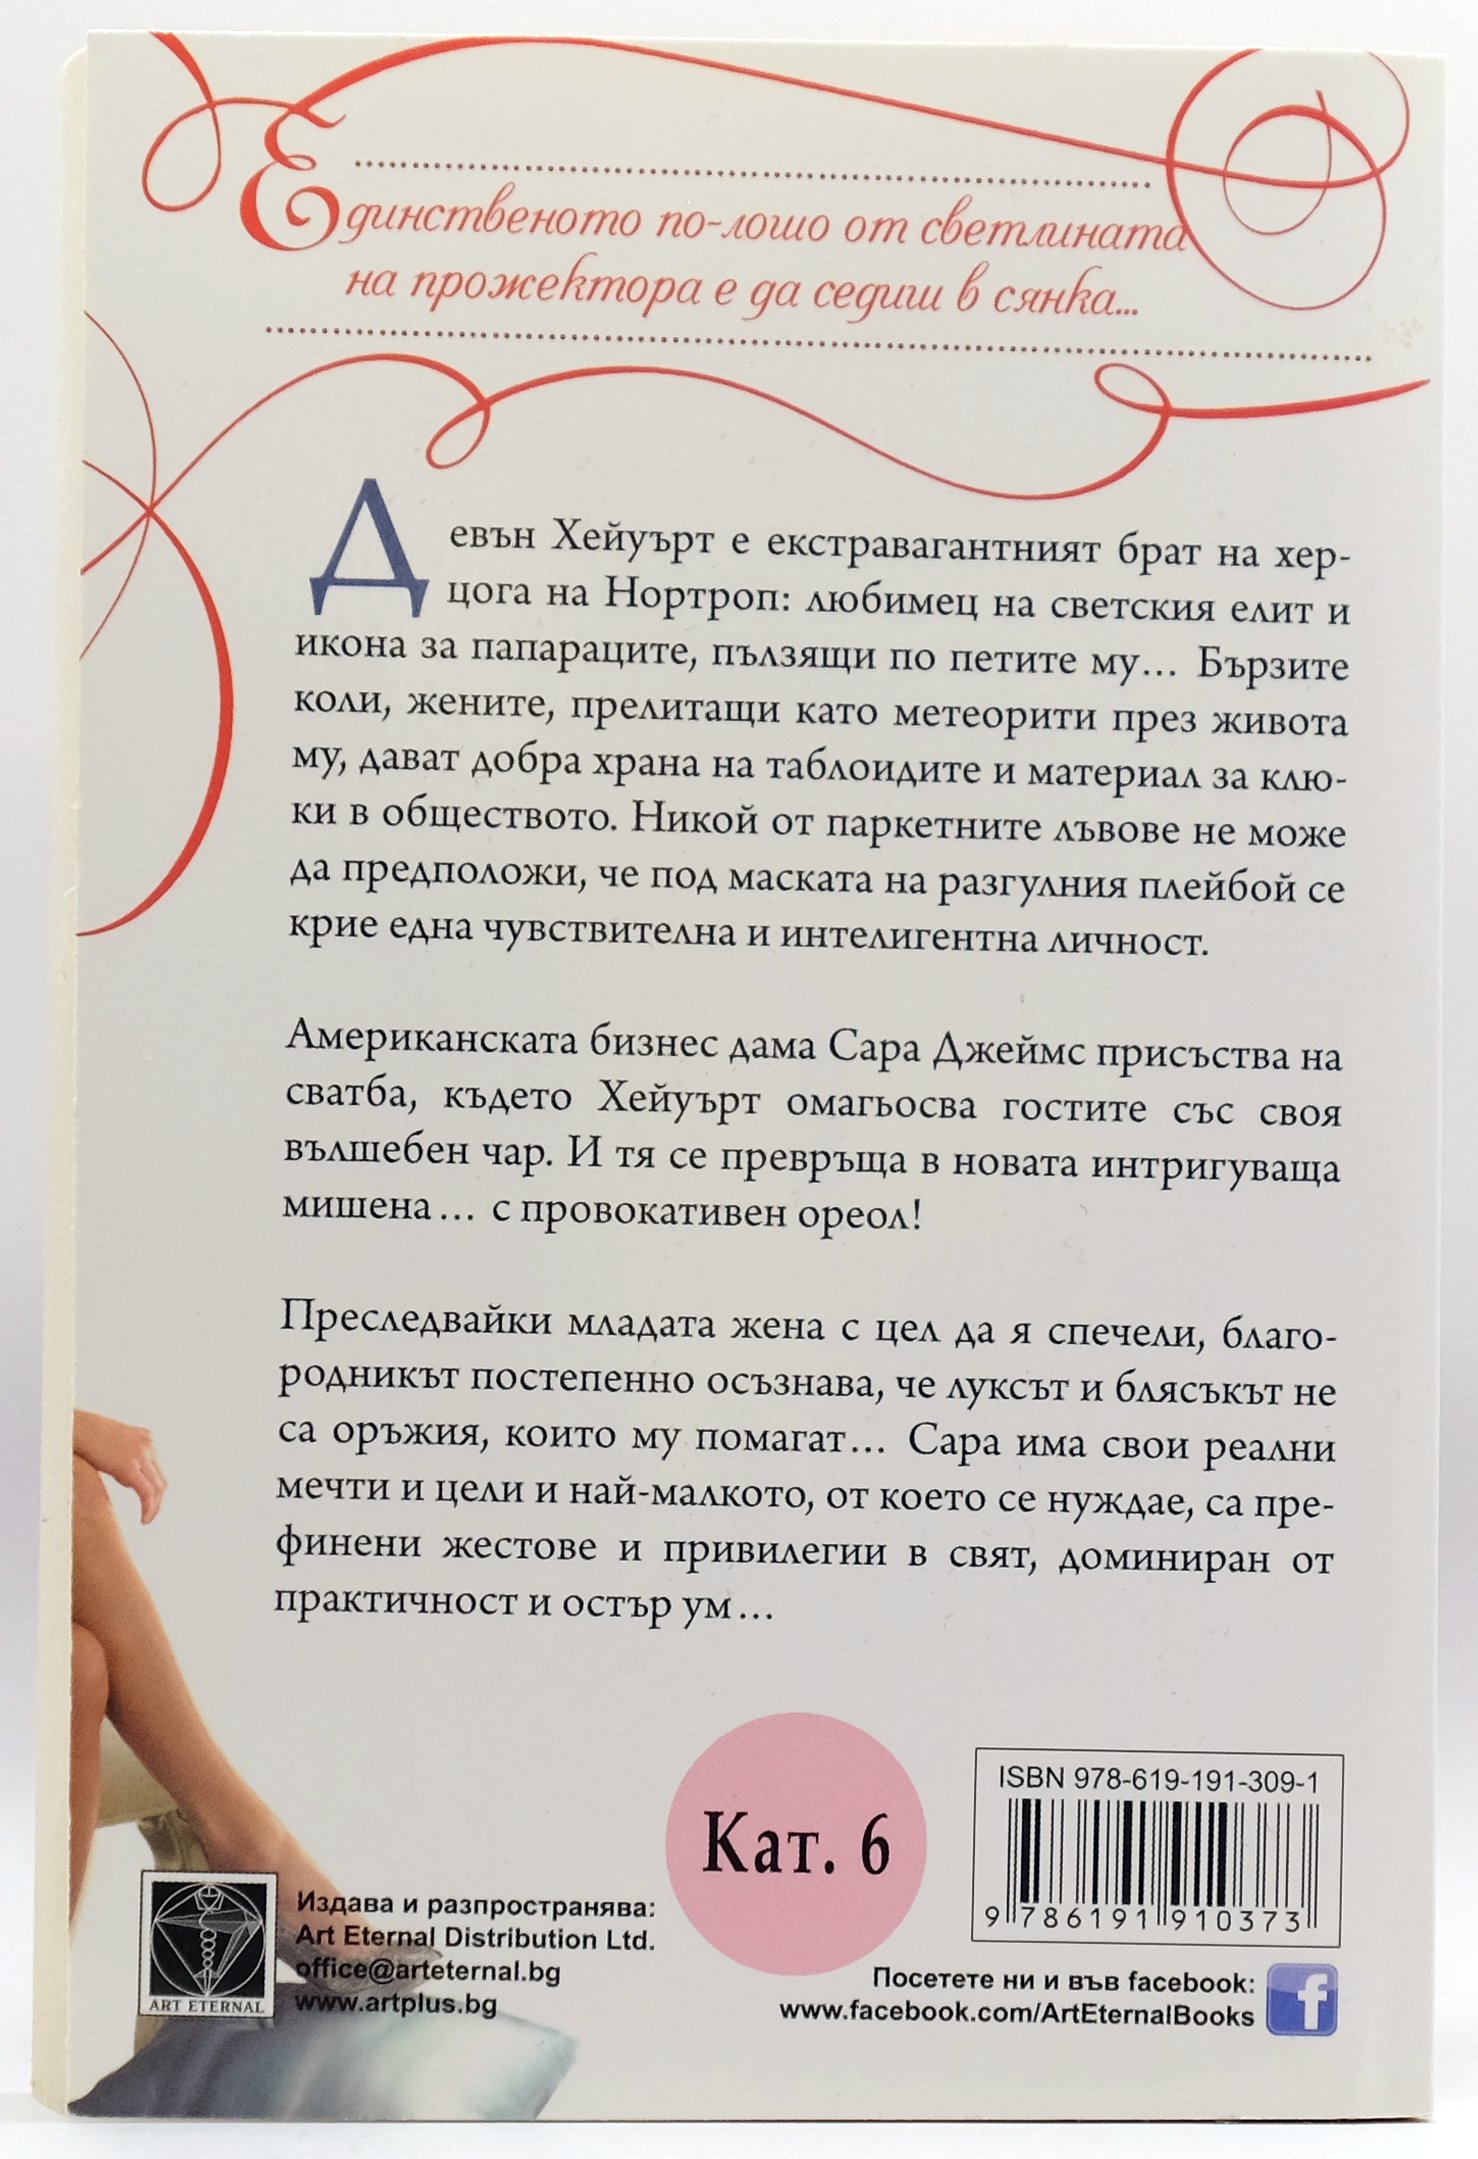 Единственото по-лошо от светлината
на прожектора е да седиш в сянка...
Девън Хейуърт е екстравагантният брат на хер-
цога на Нортроп: любимец на светския елит и
икона за папараците, пълзящи по петите му... Бързите
коли, жените, прелитащи като метеорити през живота
му, дават добра храна на таблоидите и материал за клю-
ки в обществото. Никой от паркетните лъвове не може
да предположи, че под маската на разгулния плейбой се
крие една чувствителна и интелигентна личност.
Американската бизнес дама Сара Джеймс присъства на
сватба, където Хейуърт омагьосва гостите със своя
вълшебен чар. И тя се превръща в новата интригуваща
мишена... с провокативен ореол!
Преследвайки младата жена с цел да я спечели, благо-
родникът постепенно осъзнава, че луксът и блясъкът не
са оръжия, които му помагат... Сара има свои реални
мечти и цели и най-малкото, от което се нуждае, са пре-
финени жестове и привилегии в свят, доминиран от
практичност и остър ум...
Кат. 6
ISBN 978-619-191-309-1
9 786191 910373
ART ETERNAL
Издава и разпространява:
Art Eternal Distribution Ltd.
office@arteternal.bg
www.artplus.bg
Посетете ни и във facebook:
www.facebook.com/ArtEternalBooks
f